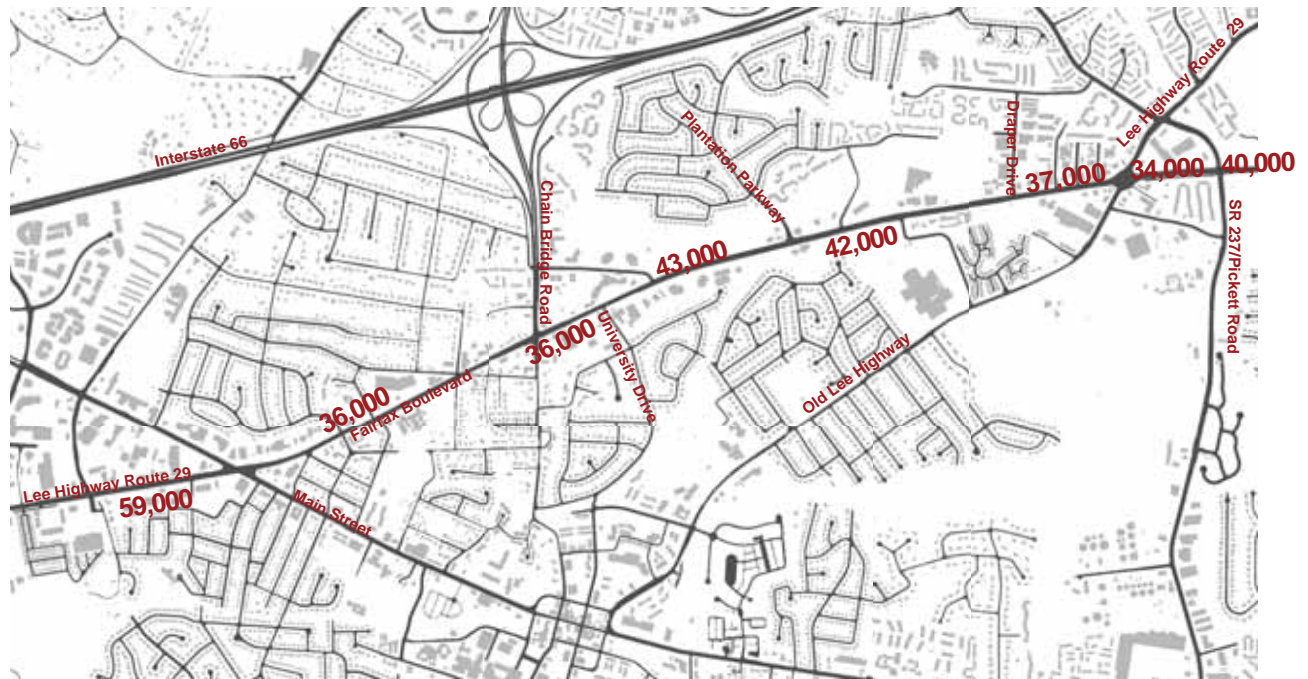 Lee Highway Route 29
Interstate 66
Plantation Parkway
Draper Drive
37,000
34,000
40,000
Chain Bridge Road
SR 237/Pickett Road
43,000
42,000
36,000
University Drive
Old Lee Highway
36,000
Fairfax Boulevard
Lee Highway Route 29
59,000
Main Street